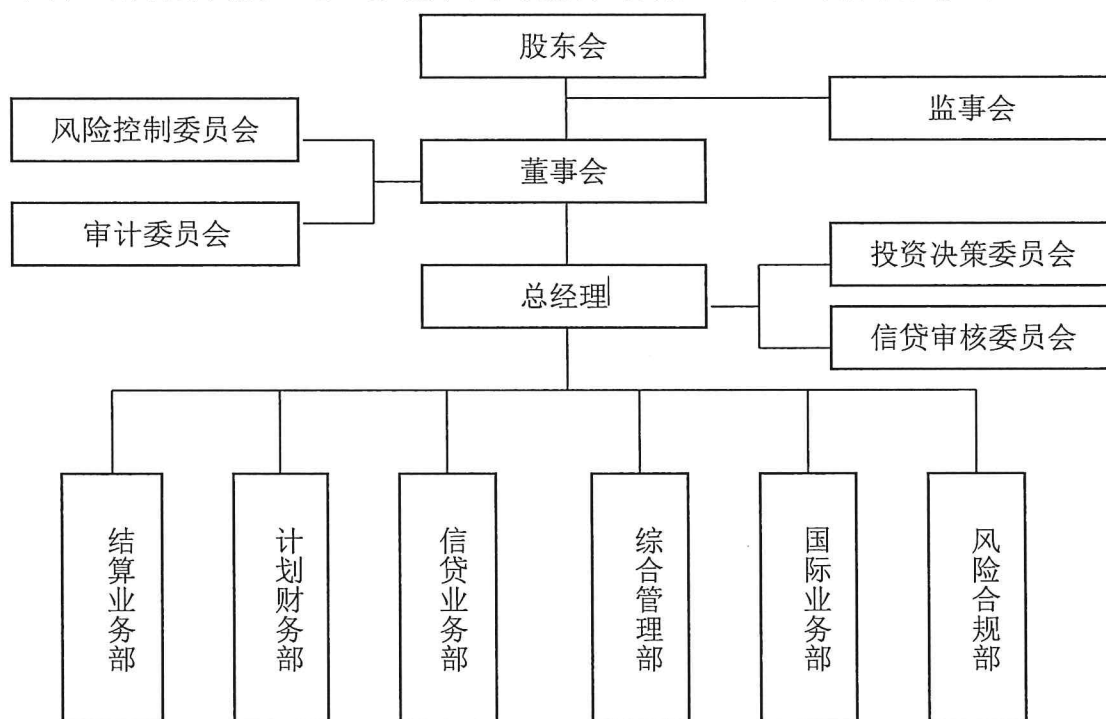 股东会
监事会
风险控制委员会
董事会
审计委员会
投资决策委员会
总经理
信贷审核委员会
结算业务部
计划财务部
信贷业务部
综合管理部
国际业务部
风险合规部